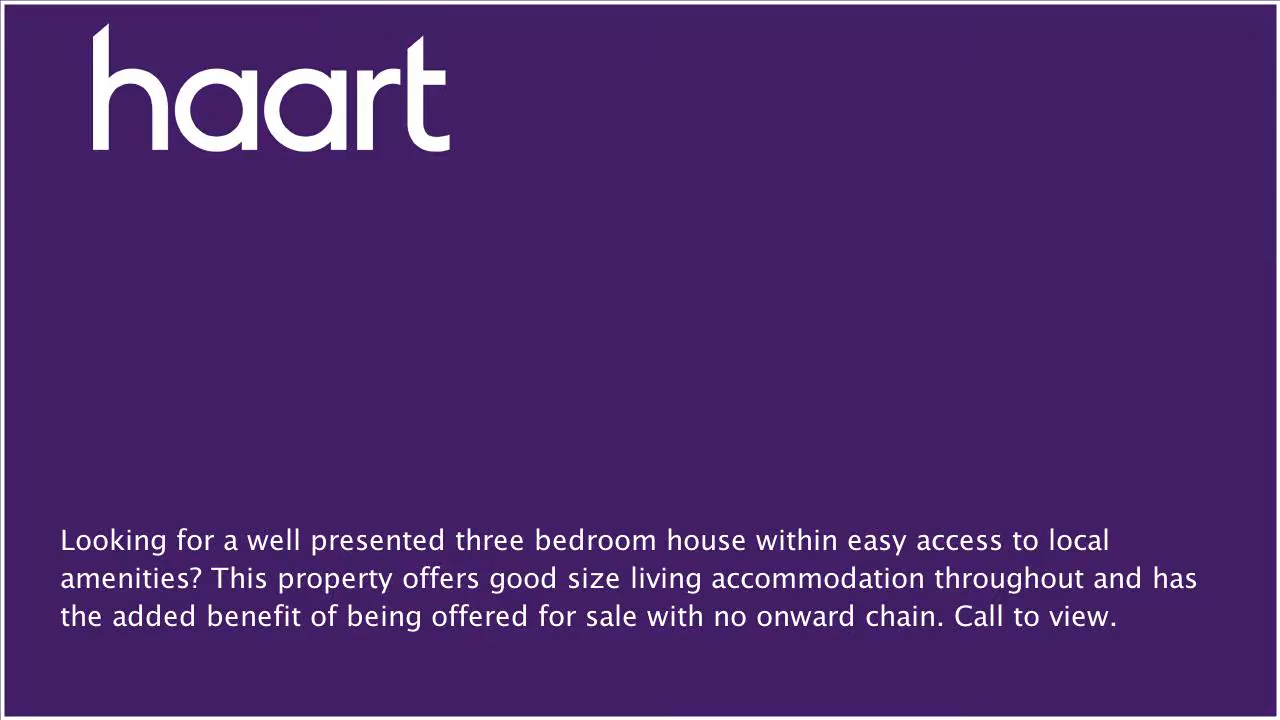 haart
Looking for a well presented three bedroom house within easy access to local
amenities? This property offers good size living accommodation throughout and has
the added benefit of being offered for sale with no onward chain. Call to view.